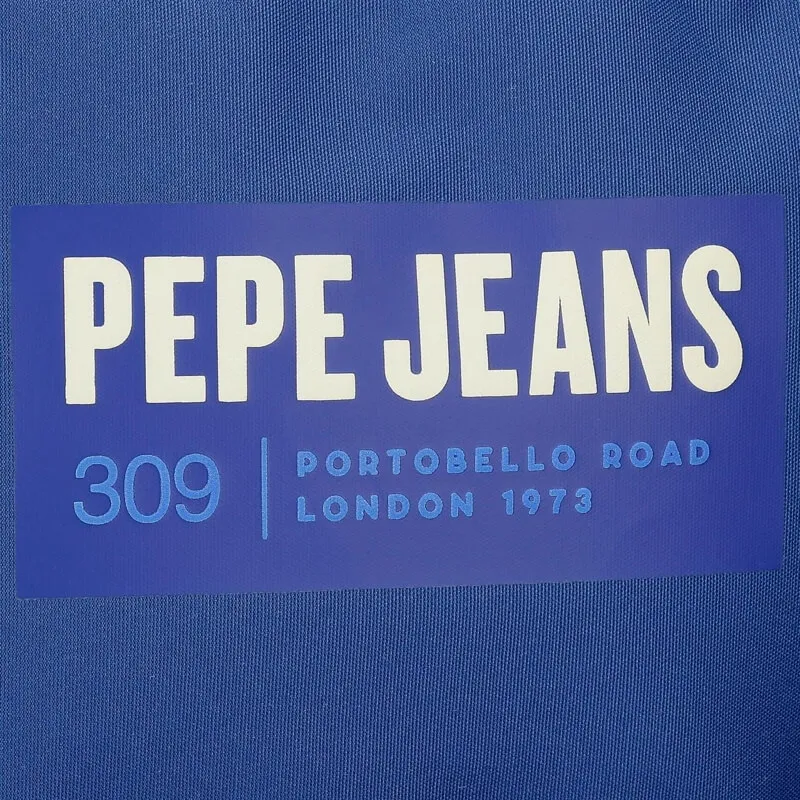 PEPE JEANS
309 | PORTOBELLO ROAD
LONDON 1973